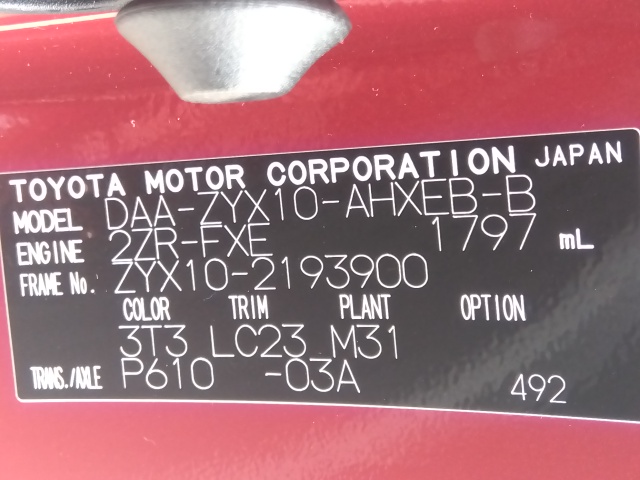 TOYOTA MOTOR CORPORATION JAPAN
MODEL DAA-ZYX10-AHXEB-B
ENGINE 2ZR-FXE 1797 mL
FRAME No. ZYX10-2193900
COLOR TRIM PLANT OPTION
3T3 LC23 M31
TRANS./AXLE P610 -03A 492